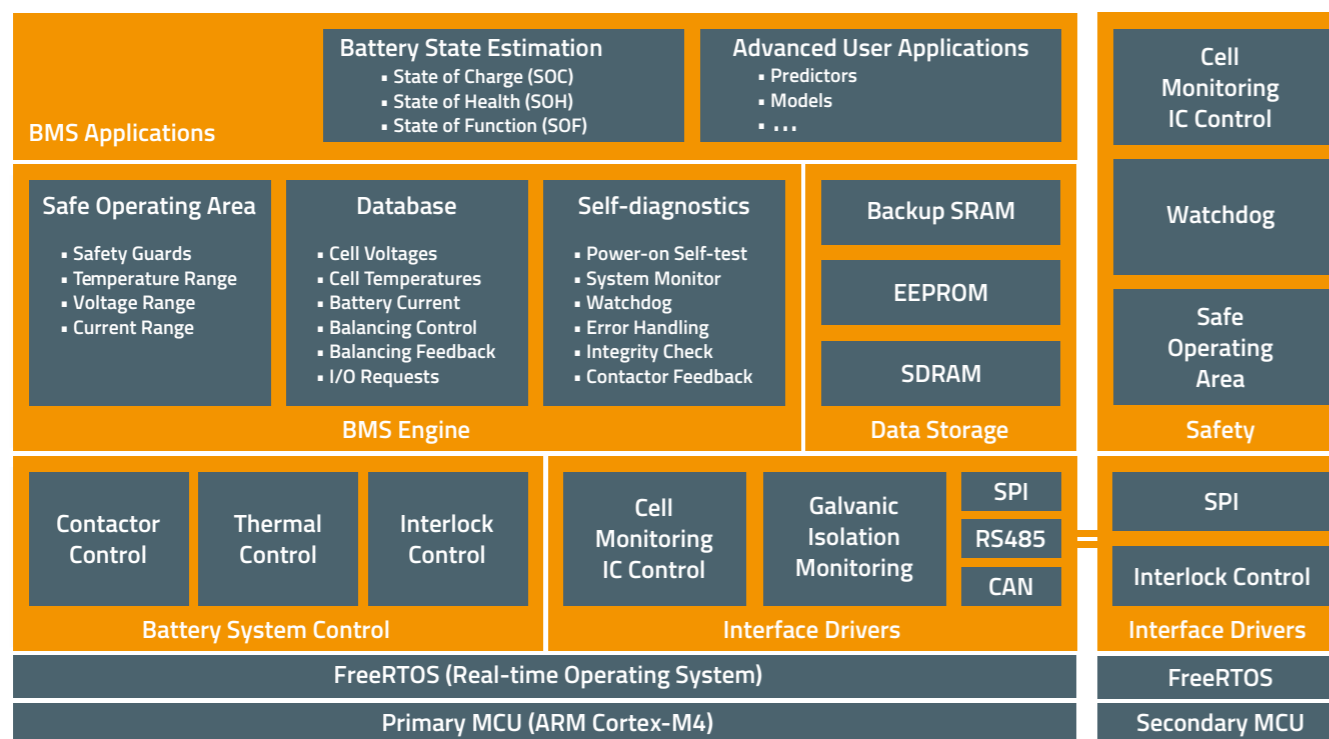 BMS Applications
Battery State Estimation
▪ State of Charge (SOC)
▪ State of Health (SOH)
▪ State of Function (SOF)
Advanced User Applications
▪ Predictors
▪ Models
▪ ...
Safe Operating Area
▪ Safety Guards
▪ Temperature Range
▪ Voltage Range
▪ Current Range
Database
▪ Cell Voltages
▪ Cell Temperatures
▪ Battery Current
▪ Balancing Control
▪ Balancing Feedback
▪ I/O Requests
Self-diagnostics
▪ Power-on Self-test
▪ System Monitor
▪ Watchdog
▪ Error Handling
▪ Integrity Check
▪ Contactor Feedback
BMS Engine
Backup SRAM
EEPROM
SDRAM
Data Storage
Contactor
Control
Thermal
Control
Interlock
Control
Battery System Control
Cell
Monitoring
IC Control
Galvanic
Isolation
Monitoring
SPI
RS485
CAN
Interface Drivers
FreeRTOS (Real-time Operating System)
Primary MCU (ARM Cortex-M4)
Cell
Monitoring
IC Control
Watchdog
Safe
Operating
Area
Safety
SPI
Interlock Control
Interface Drivers
FreeRTOS
Secondary MCU